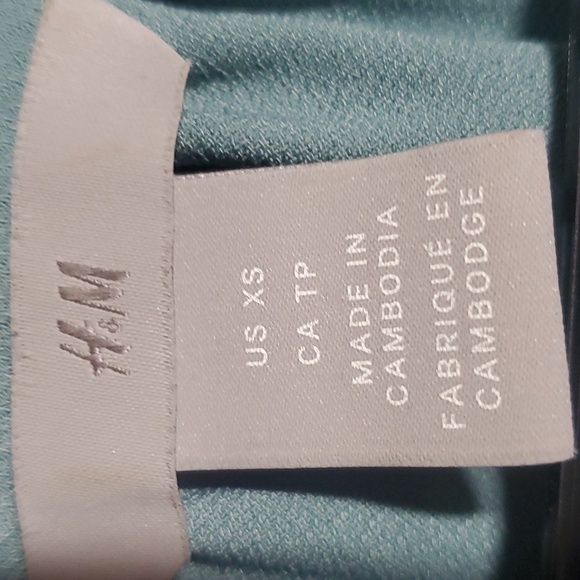 H&M
US XS
CA TP
MADE IN
CAMBODIA
FABRIQUÉ EN
CAMBODGE